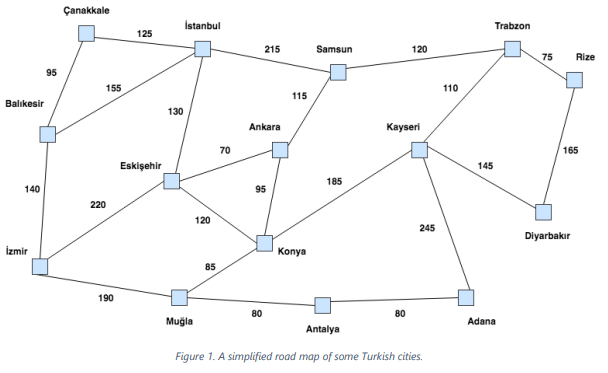 Çanakkale
İstanbul
Trabzon
125
215
Samsun
120
75
Rize
95
155
115
110
Balıkesir
130
Ankara
Kayseri
70
165
Eskişehir
140
95
185
145
220
120
245
Diyarbakır
İzmir
Konya
85
190
80
80
Muğla
Antalya
Adana
Figure 1. A simplified road map of some Turkish cities.